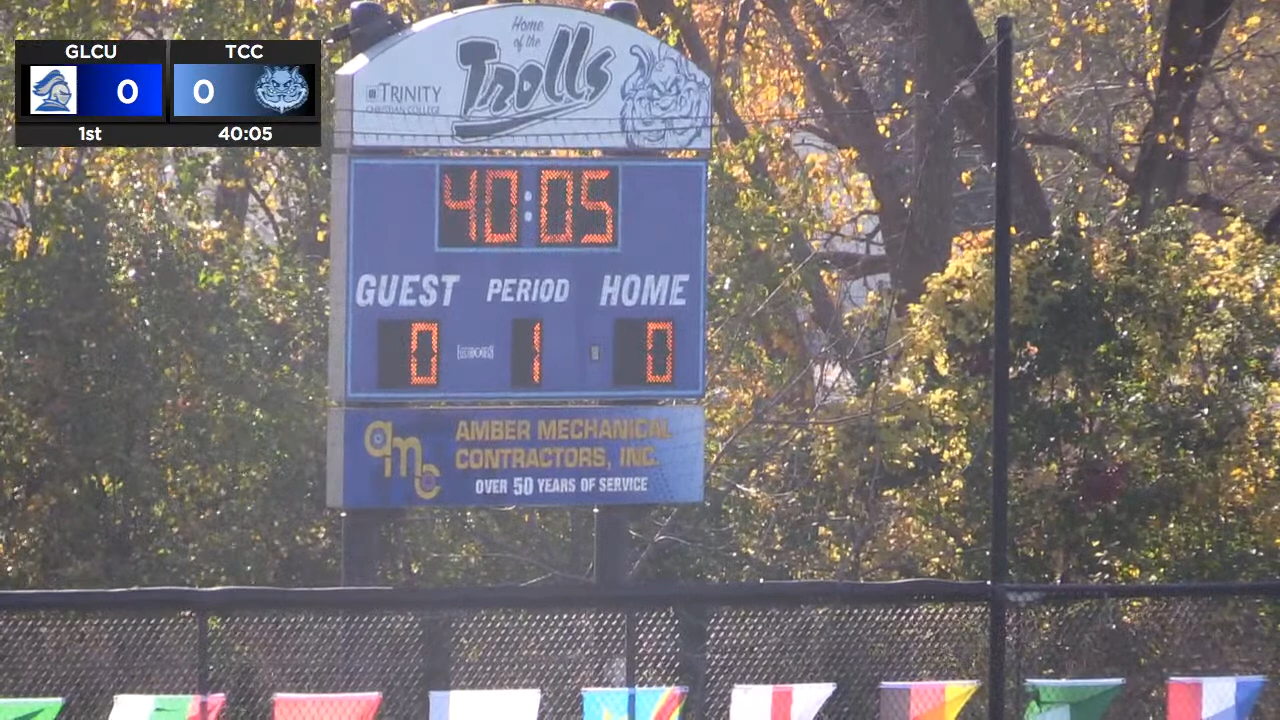 GLCU TCC
0 0
1st 40:05
Home
of the
Trolls
TRINITY
CHRISTIAN COLLEGE
40:05
GUEST PERIOD HOME
0 1 0
amc
AMBER MECHANICAL
CONTRACTORS, INC.
OVER 50 YEARS OF SERVICE